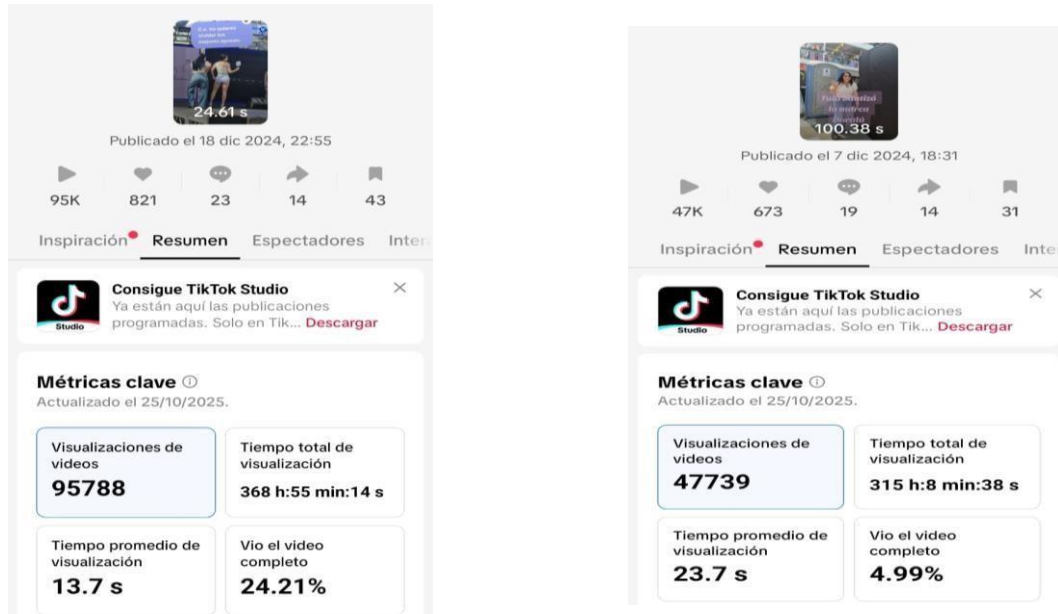 24.61 s
Publicado el 18 dic 2024, 22:55
95K 821 23 14 43
Inspiración Resumen Espectadores Inter
Consigue TikTok Studio
Ya están aquí las publicaciones
programadas. Solo en Tik... Descargar
Studio
Métricas clave
Actualizado el 25/10/2025.
Visualizaciones de
videos
95788
Tiempo total de
visualización
368 h:55 min:14 s
Tiempo promedio de
visualización
13.7 s
Vio el video
completo
24.21%
100.38 s
Publicado el 7 dic 2024, 18:31
47K 673 19 14 31
Inspiración Resumen Espectadores Inte
Consigue TikTok Studio
Ya están aquí las publicaciones
programadas. Solo en Tik... Descargar
Studio
Métricas clave
Actualizado el 25/10/2025.
Visualizaciones de
videos
47739
Tiempo total de
visualización
315 h:8 min:38 s
Tiempo promedio de
visualización
23.7 s
Vio el video
completo
4.99%